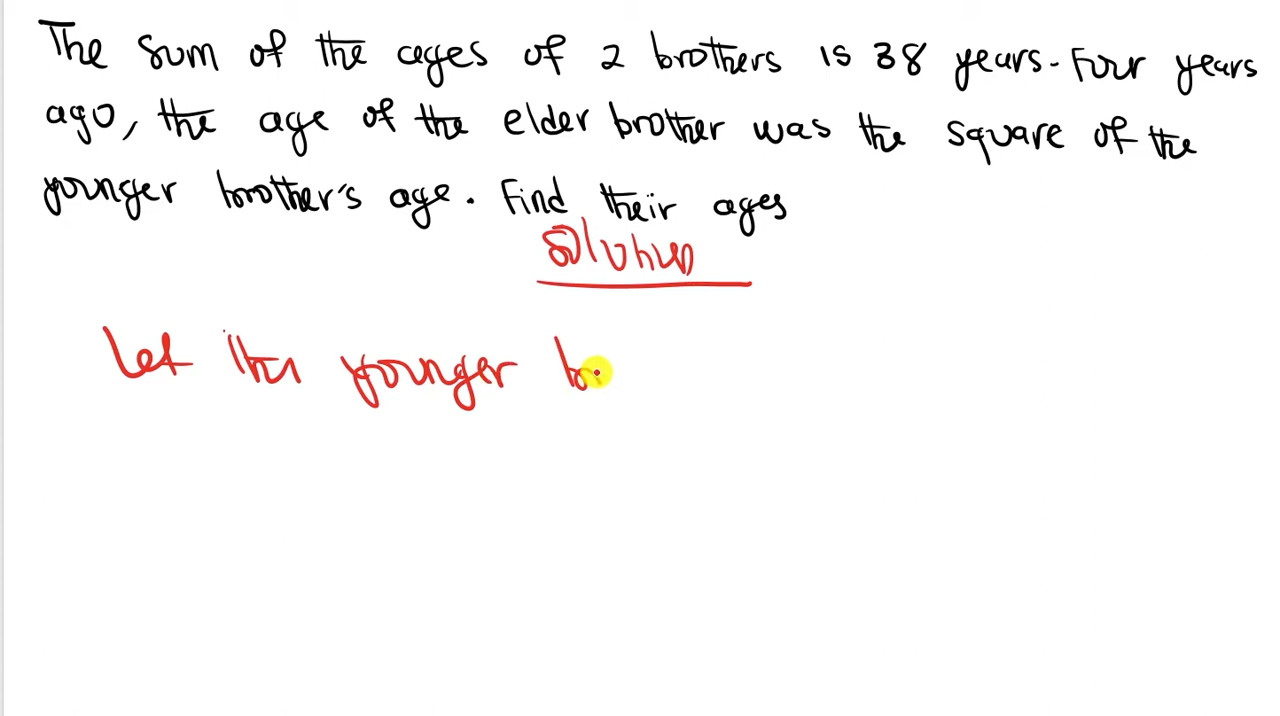 The sum of the ages of 2 brothers is 38 years. Four years
ago, the age of the elder brother was the square of the
younger brother's age. Find their ages
Solution
Let the younger b